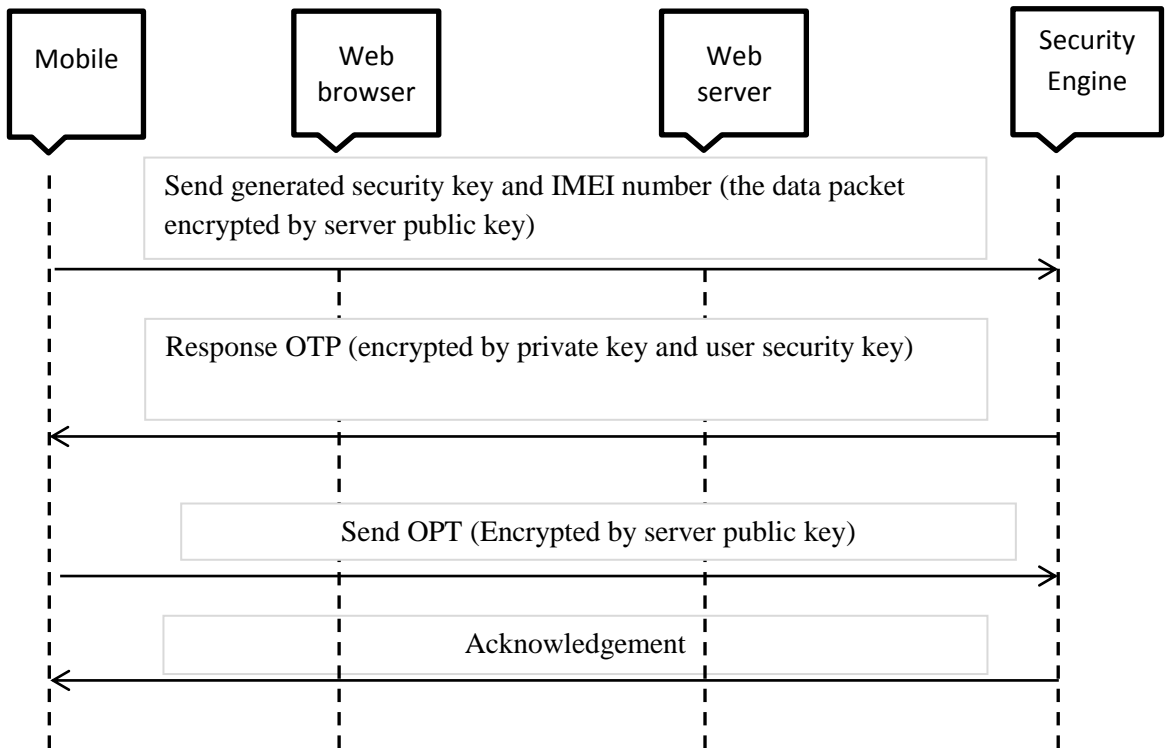 Mobile
Web
browser
Web
server
Security
Engine
Send generated security key and IMEI number (the data packet
encrypted by server public key)
Response OTP (encrypted by private key and user security key)
Send OPT (Encrypted by server public key)
Acknowledgement